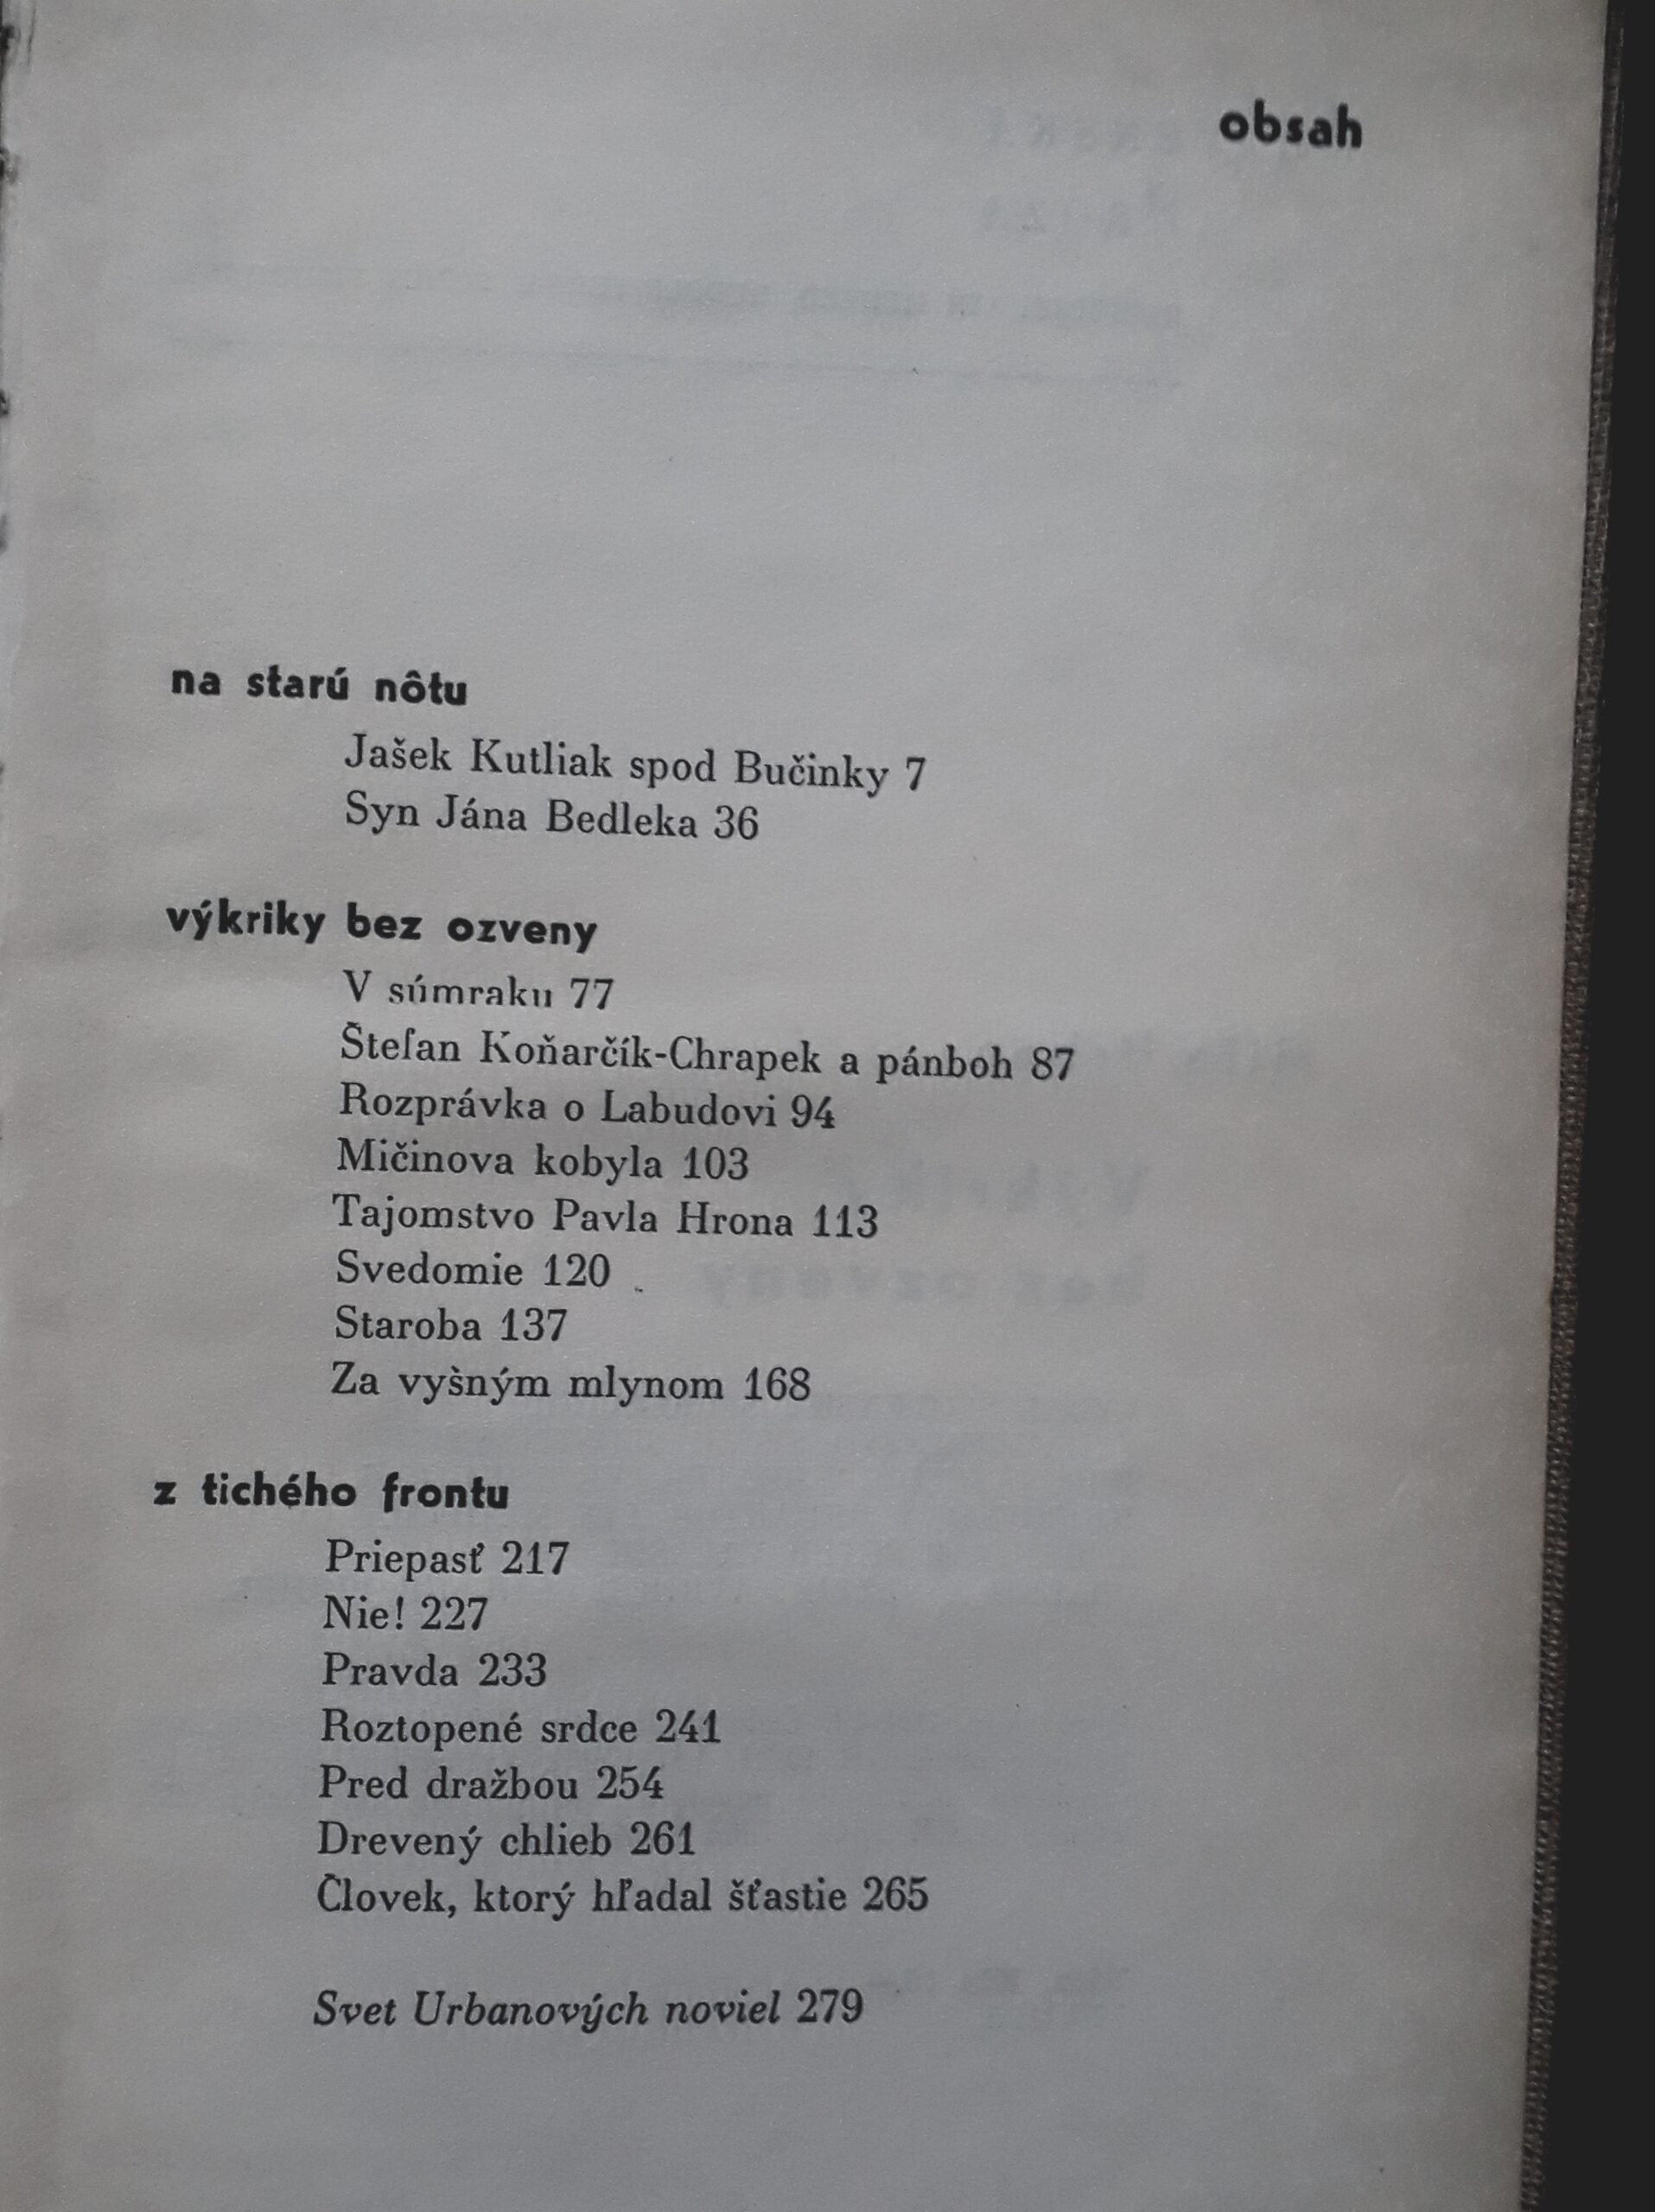 obsah
na starú nôtu
Jašek Kutliak spod Bučinky 7
Syn Jána Bedleka 36
výkriky bez ozveny
V súmraku 77
Štefan Koňarčík-Chrapek a pánboh 87
Rozprávka o Labudovi 94
Mičinova kobyla 103
Tajomstvo Pavla Hrona 113
Svedomie 120
Staroba 137
Za vyšným mlynom 168
z tichého frontu
Priepasť 217
Nie! 227
Pravda 233
Roztopené srdce 241
Pred dražbou 254
Drevený chlieb 261
Človek, ktorý hľadal šťastie 265
Svet Urbanových noviel 279